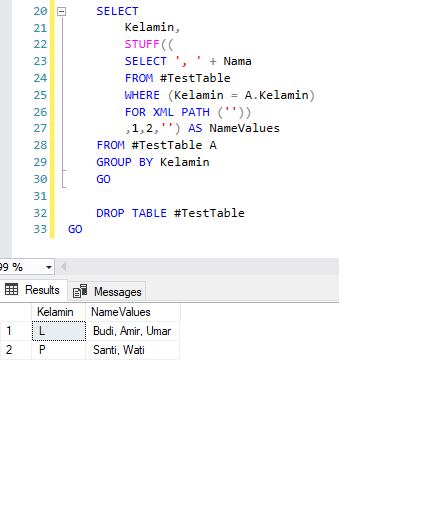 20 SELECT
21 Kelamin,
22 STUFF((
23 SELECT ', ' + Nama
24 FROM #TestTable
25 WHERE (Kelamin = A.Kelamin)
26 FOR XML PATH (''))
27 ,1,2,'') AS NameValues
28 FROM #TestTable A
29 GROUP BY Kelamin
30 GO
31
32 DROP TABLE #TestTable
33 GO
99 %
Results Messages
Kelamin NameValues
1 L Budi, Amir, Umar
2 P Santi, Wati